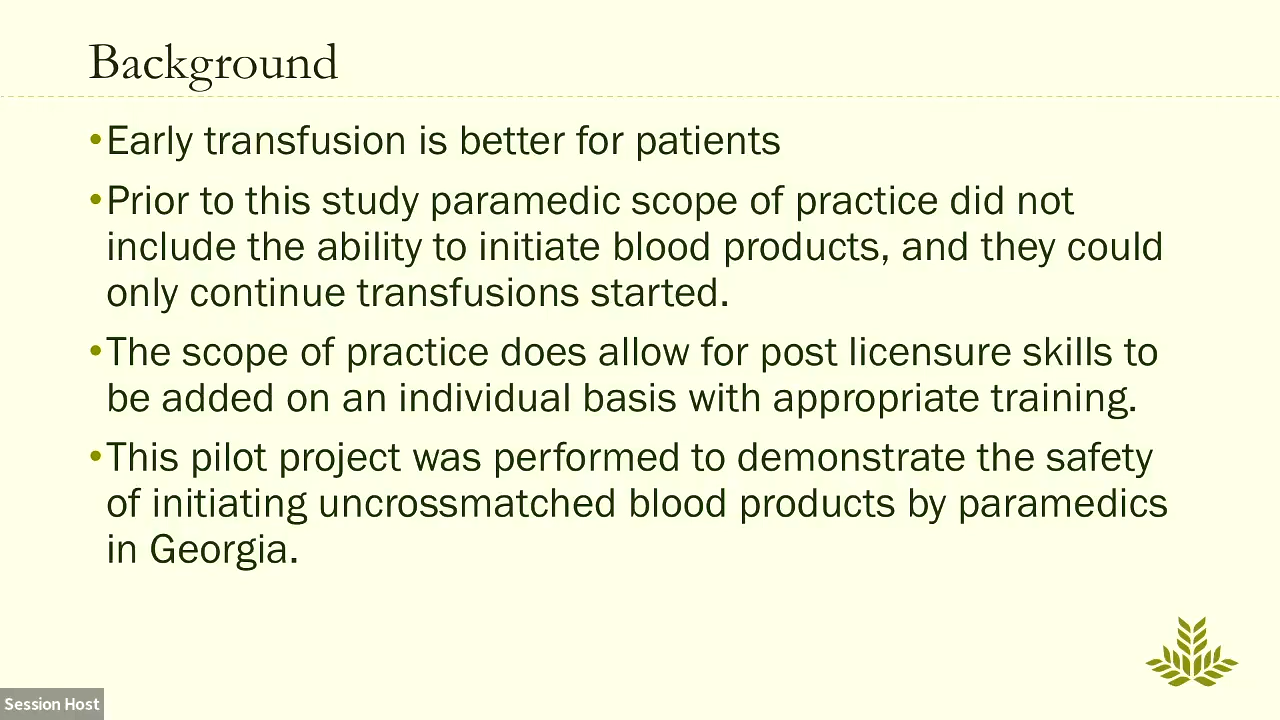 Background
•Early transfusion is better for patients
•Prior to this study paramedic scope of practice did not
include the ability to initiate blood products, and they could
only continue transfusions started.
•The scope of practice does allow for post licensure skills to
be added on an individual basis with appropriate training.
•This pilot project was performed to demonstrate the safety
of initiating uncrossmatched blood products by paramedics
in Georgia.
Session Host